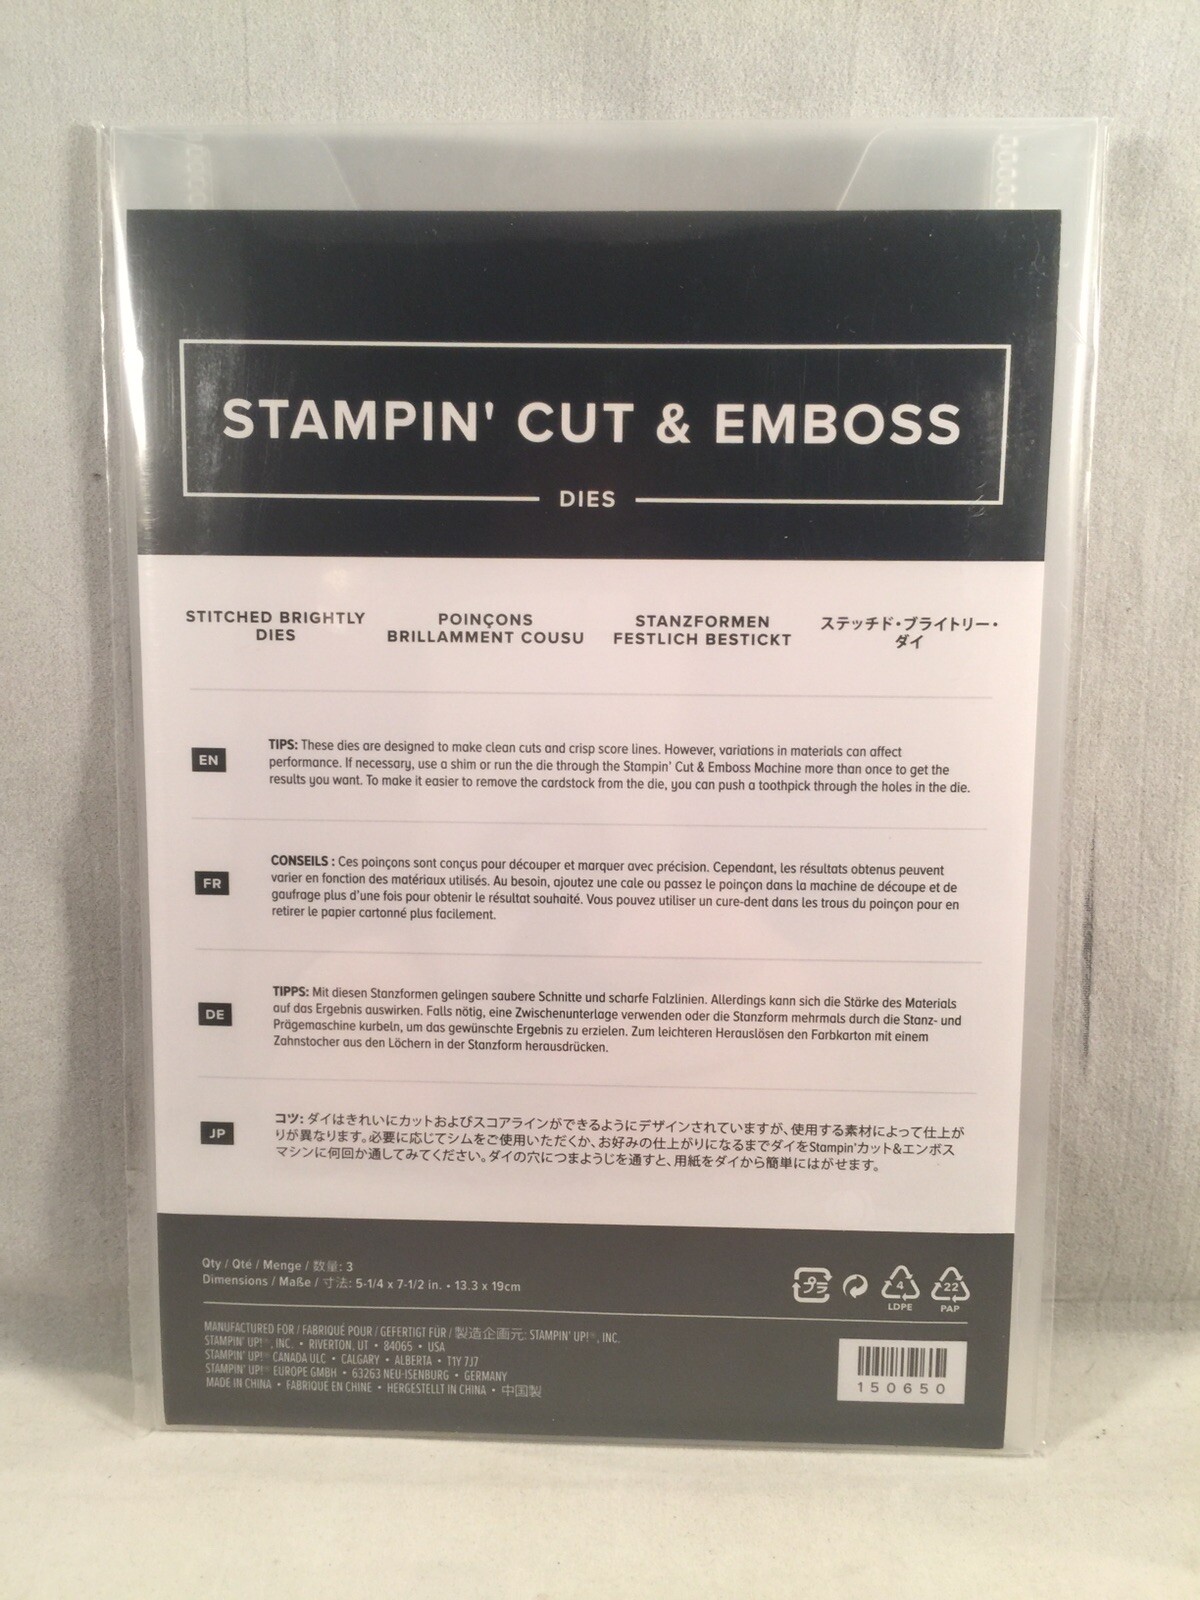 STAMPIN' CUT & EMBOSS
DIES
STITCHED BRIGHTLY
DIES
POINÇONS
BRILLAMMENT COUSU
STANZFORMEN
FESTLICH BESTICKT
ステッチド・ブライトリー・
ダイ
EN
TIPS: These dies are designed to make clean cuts and crisp score lines. However, variations in materials can affect
performance. If necessary, use a shim or run the die through the Stampin' Cut & Emboss Machine more than once to get the
results you want. To make it easier to remove the cardstock from the die, you can push a toothpick through the holes in the die.
FR
CONSEILS : Ces poinçons sont conçus pour découper et marquer avec précision. Cependant, les résultats obtenus peuvent
varier en fonction des matériaux utilisés. Au besoin, ajoutez une cale ou passez le poinçon dans la machine de découpe et de
gaufrage plus d'une fois pour obtenir le résultat souhaité. Vous pouvez utiliser un cure-dent dans les trous du poinçon pour en
retirer le papier cartonné plus facilement.
DE
TIPPS: Mit diesen Stanzformen gelingen saubere Schnitte und scharfe Falzlinien. Allerdings kann sich die Stärke des Materials
auf das Ergebnis auswirken. Falls nötig, eine Zwischenunterlage verwenden oder die Stanzform mehrmals durch die Stanz- und
Prägemaschine kurbeln, um das gewünschte Ergebnis zu erzielen. Zum leichteren Herauslösen den Farbkarton mit einem
Zahnstocher aus den Löchern in der Stanzform herausdrücken.
JP
コツ: ダイはきれいにカットおよびスコアラインができるようにデザインされていますが、使用する素材によって仕上が
りが異なります。必要に応じてシムをご使用いただくか、お好みの仕上がりになるまでダイをStampin'カット&エンボス
マシンに何回か通してみてください。ダイの穴につまようじを通すと、用紙をダイから簡単にはがせます。
Qty / Qté / Menge / 数量: 3
Dimensions / Maße / 寸法: 5-1/4 x 7-1/2 in. • 13.3 x 19cm
プラ
4
LDPE
22
PAP
MANUFACTURED FOR / FABRIQUÉ POUR / GEFERTIGT FÜR / 製造企画元: STAMPIN' UP!®, INC.
STAMPIN' UP!®, INC. • RIVERTON, UT • 84065 • USA
STAMPIN' UP!® CANADA ULC • CALGARY • ALBERTA • T1Y 7J7
STAMPIN' UP!® EUROPE GMBH • 63263 NEU-ISENBURG • GERMANY
MADE IN CHINA • FABRIQUÉ EN CHINE • HERGESTELLT IN CHINA • 中国製
150650